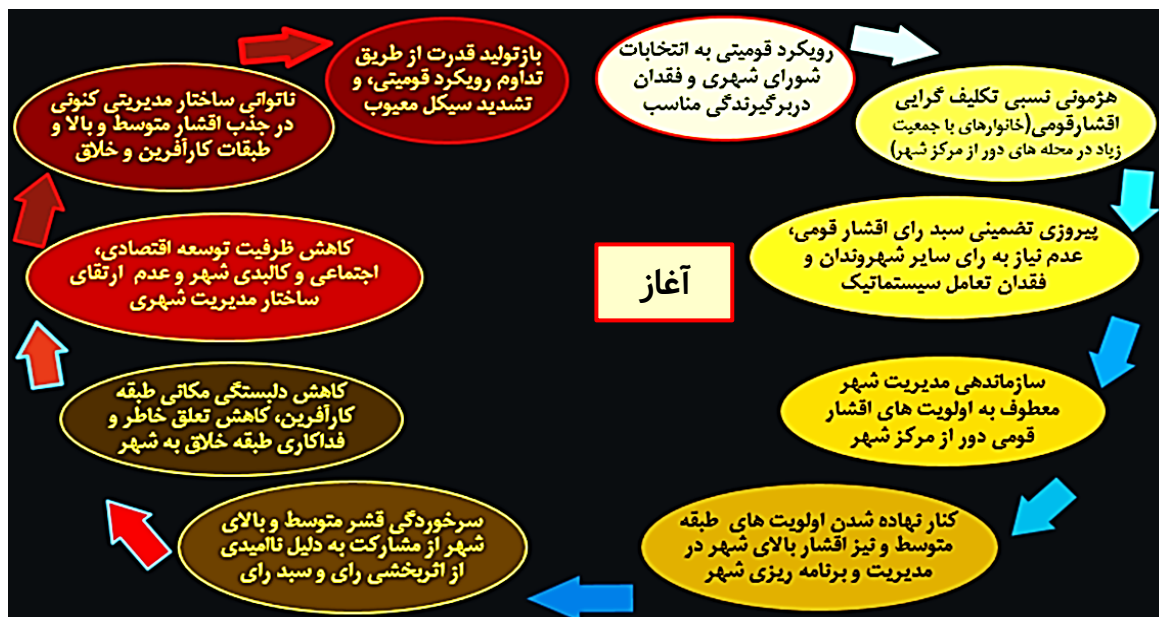 آغاز
رویکرد قومیتی به انتخابات
شورای شهری و فقدان
دربرگیرندگی مناسب
هژمونی نسبی تکلیف گرایی
اقشارقومی(خانوارهای با جمعیت
زیاد در محله های دور از مرکز شهر)
پیروزی تضمینی سبد رای اقشار قومی،
عدم نیاز به رای سایر شهروندان و
فقدان تعامل سیستماتیک
سازماندهی مدیریت شهر
معطوف به اولویت های اقشار
قومی دور از مرکز شهر
کنار نهاده شدن اولویت های طبقه
متوسط و نیز اقشار بالای شهر در
مدیریت و برنامه ریزی شهر
سرخوردگی قشر متوسط و بالای
شهر از مشارکت به دلیل ناامیدی
از اثربخشی رای و سبد رای
کاهش دلبستگی مکانی طبقه
کارآفرین، کاهش تعلق خاطر و
فداکاری طبقه خلاق به شهر
کاهش ظرفیت توسعه اقتصادی،
اجتماعی و کالبدی شهر و عدم ارتقای
ساختار مدیریت شهری
ناتوانی ساختار مدیریتی کنونی
در جذب اقشار متوسط و بالا و
طبقات کارآفرین و خلاق
بازتولید قدرت از طریق
تداوم رویکرد قومیتی، و
تشدید سیکل معیوب